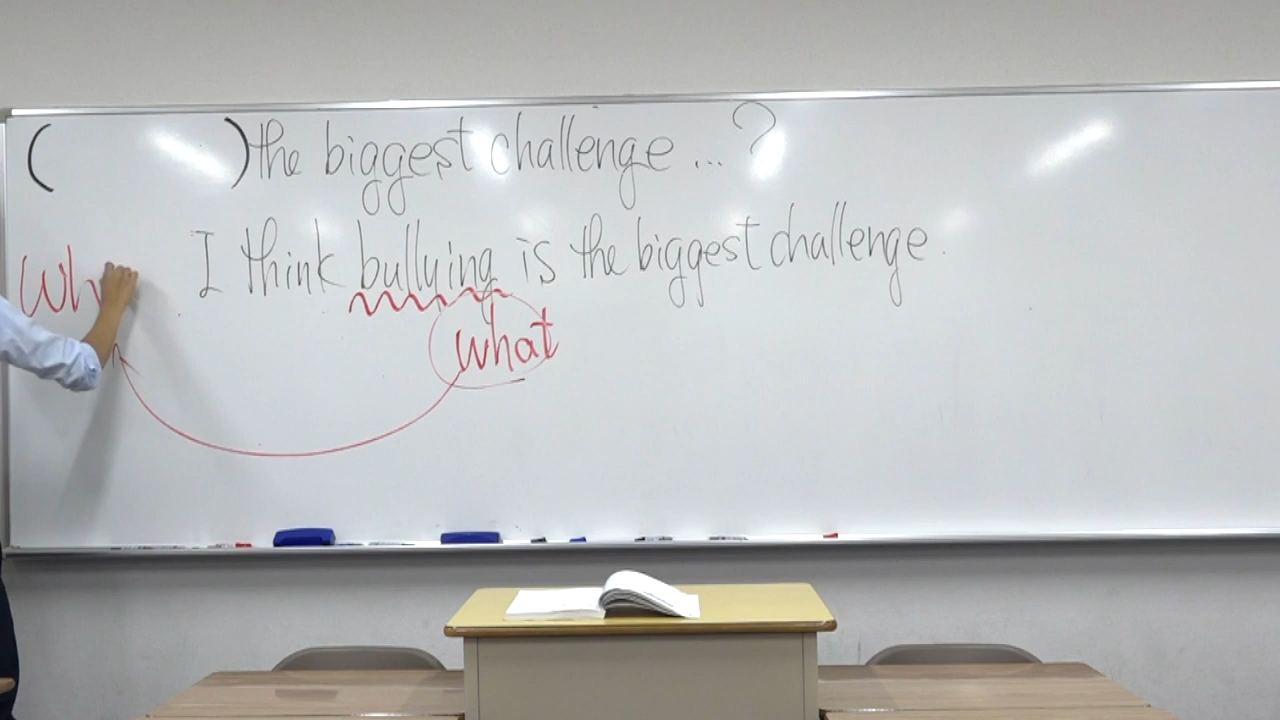 ( ) the biggest challenge ... ?
I think bullying is the biggest challenge.
Wh
what